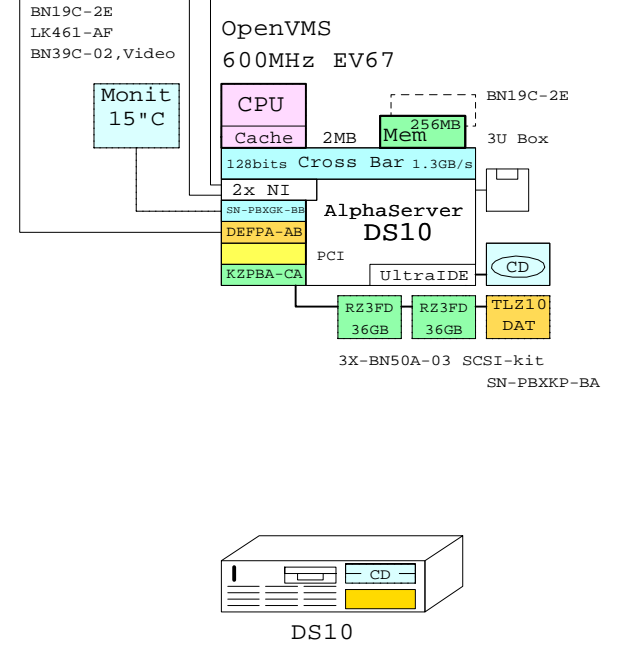 BN19C-2E
LK461-AF
BN39C-02,Video
OpenVMS
600MHz EV67
Monit
15"C
CPU
Cache
2MB
256MB
Mem
BN19C-2E
3U Box
128bits Cross Bar 1.3GB/s
2x NI
SN-PBXGK-BB
DEFPA-AB
KZPBA-CA
PCI
AlphaServer
DS10
UltraIDE
CD
RZ3FD
36GB
RZ3FD
36GB
TLZ10
DAT
3X-BN50A-03 SCSI-kit
SN-PBXKP-BA
CD
DS10